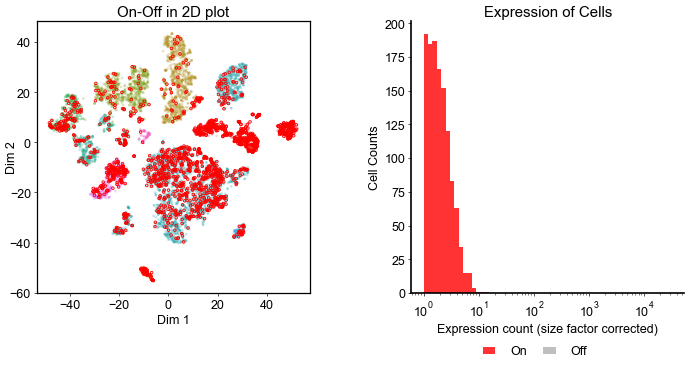 On-Off in 2D plot
40
20
0
−20
−40
−60
Dim 2
−40 −20 0 20 40
Dim 1
Expression of Cells
200
175
150
125
100
75
50
25
0
Cell Counts
10^0 10^1 10^2 10^3 10^4
Expression count (size factor corrected)
On Off